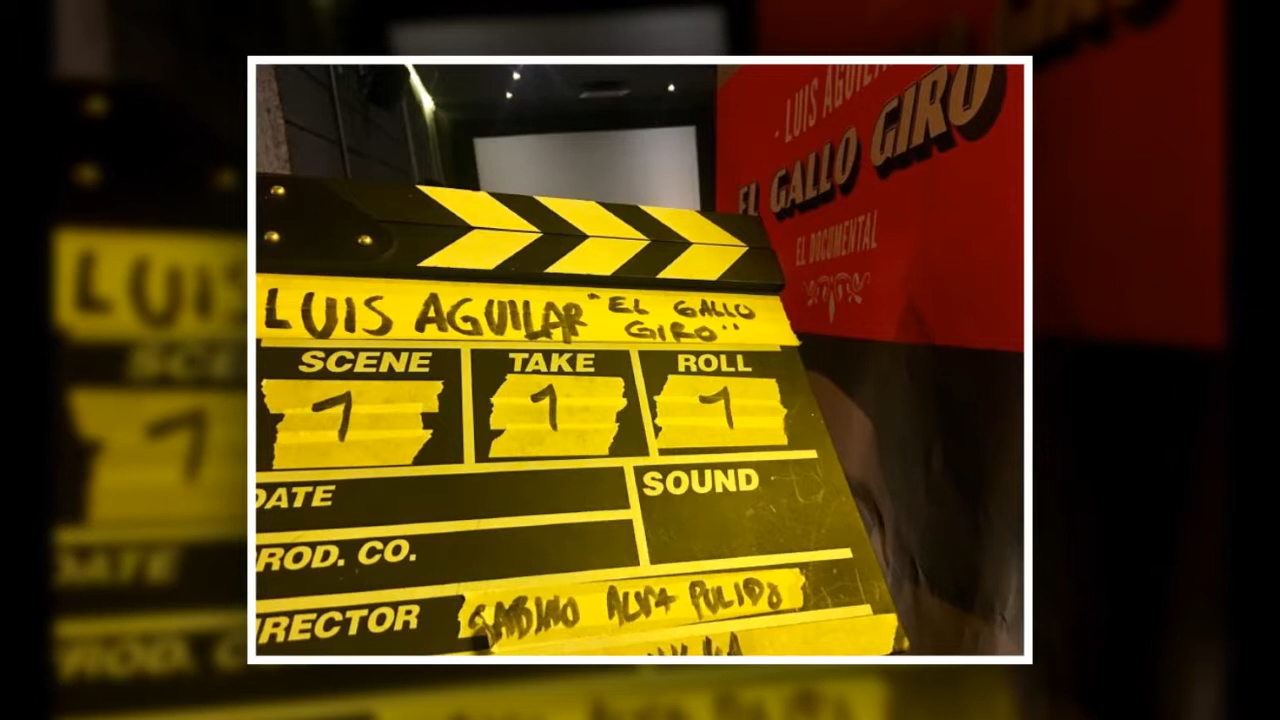 · LUIS AGUILAR
EL GALLO GIRO
EL DOCUMENTAL
LUIS AGUILAR "EL GALLO
GIRO"
SCENE TAKE ROLL
1 1 1
DATE SOUND
ROD. CO.
IRECTOR SABINO ALVA PULIDO